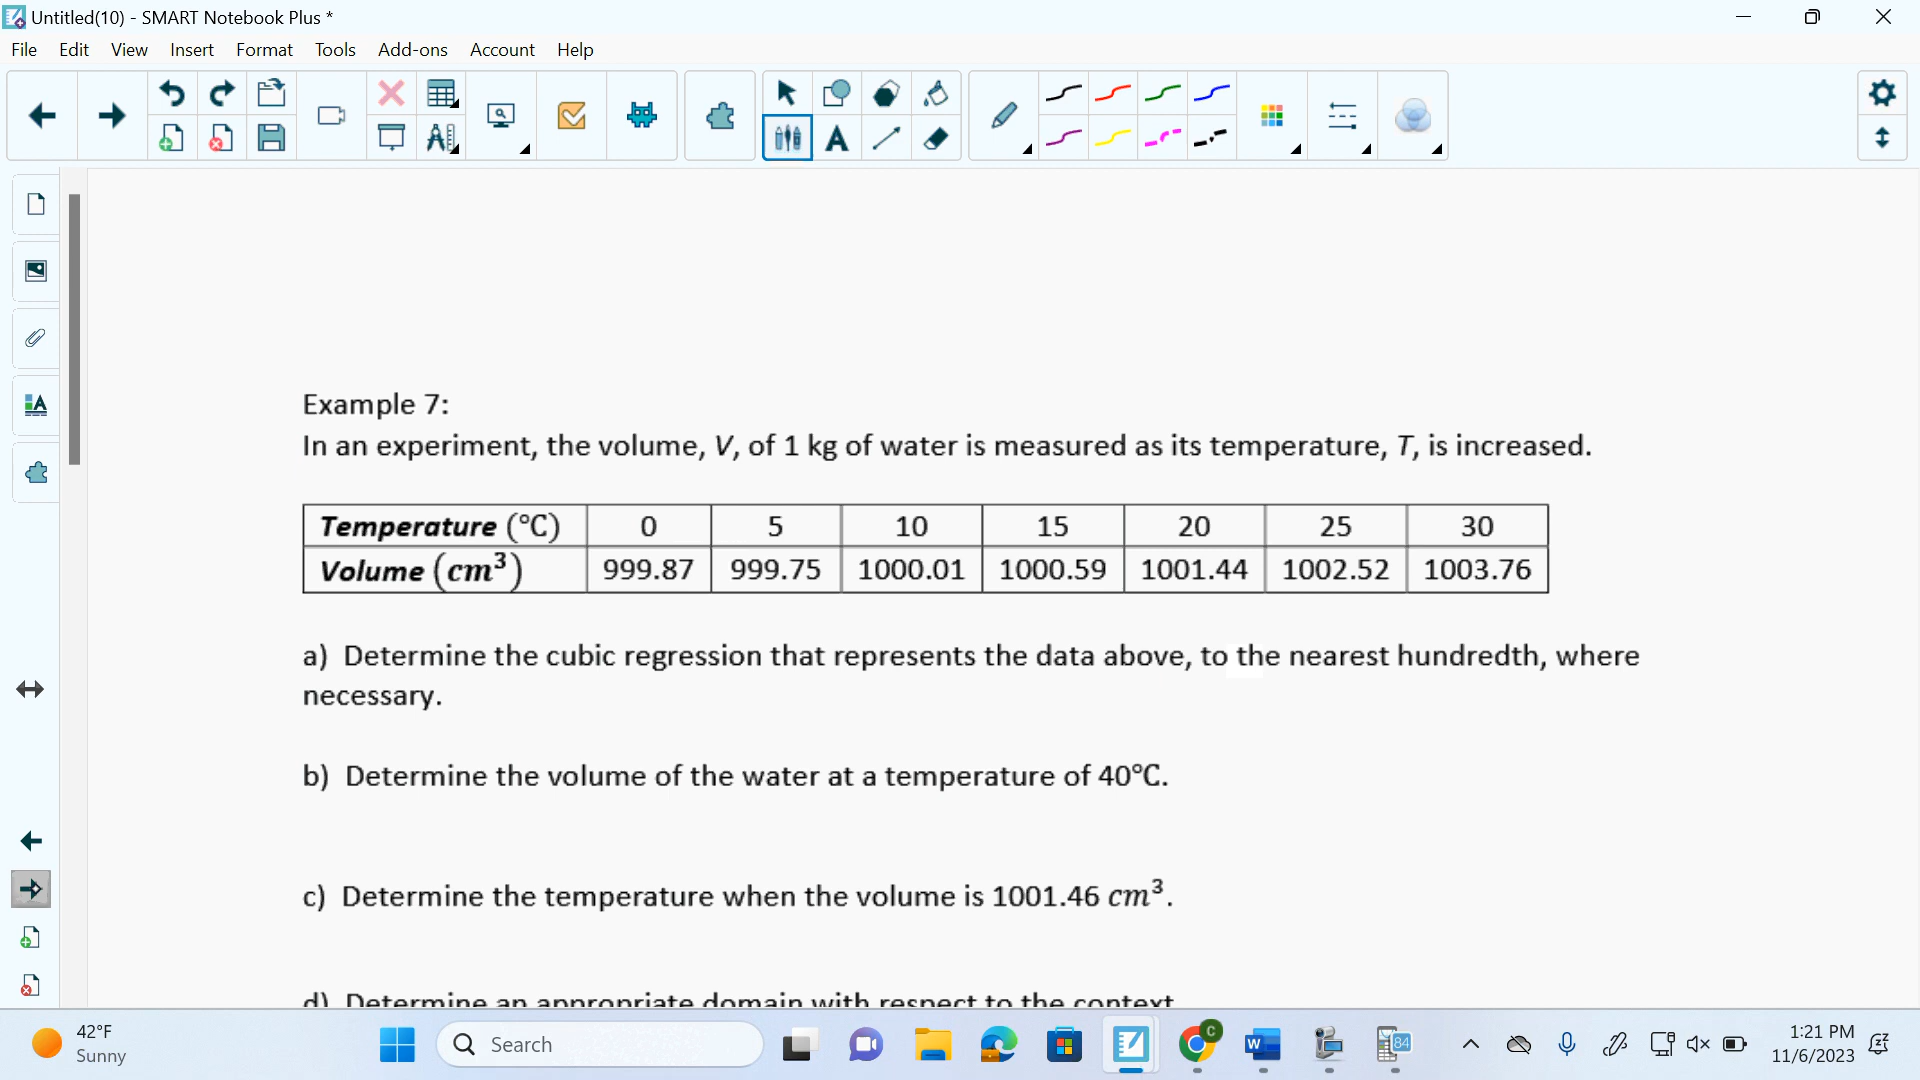 Untitled(10) - SMART Notebook Plus *
File Edit View Insert Format Tools Add-ons Account Help
Example 7:
In an experiment, the volume, V, of 1 kg of water is measured as its temperature, T, is increased.
Temperature (°C) 0 5 10 15 20 25 30
Volume (cm³) 999.87 999.75 1000.01 1000.59 1001.44 1002.52 1003.76
a) Determine the cubic regression that represents the data above, to the nearest hundredth, where
necessary.
b) Determine the volume of the water at a temperature of 40°C.
c) Determine the temperature when the volume is 1001.46 cm³.
d) Determine an appropriate domain with respect to the context.
42°F
Sunny
Search
C
W
84
1:21 PM
11/6/2023